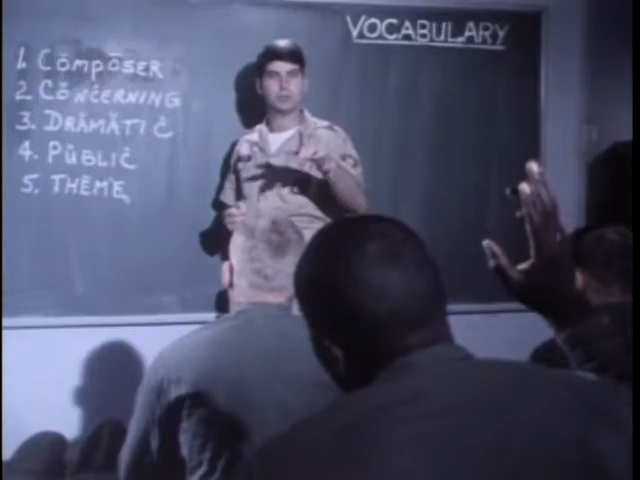 VOCABULARY
1. CŌMPŌSER
2 CŌNCERNING
3. DRĂMĂTĬC
4. PŬBLĬC
5. THĒME